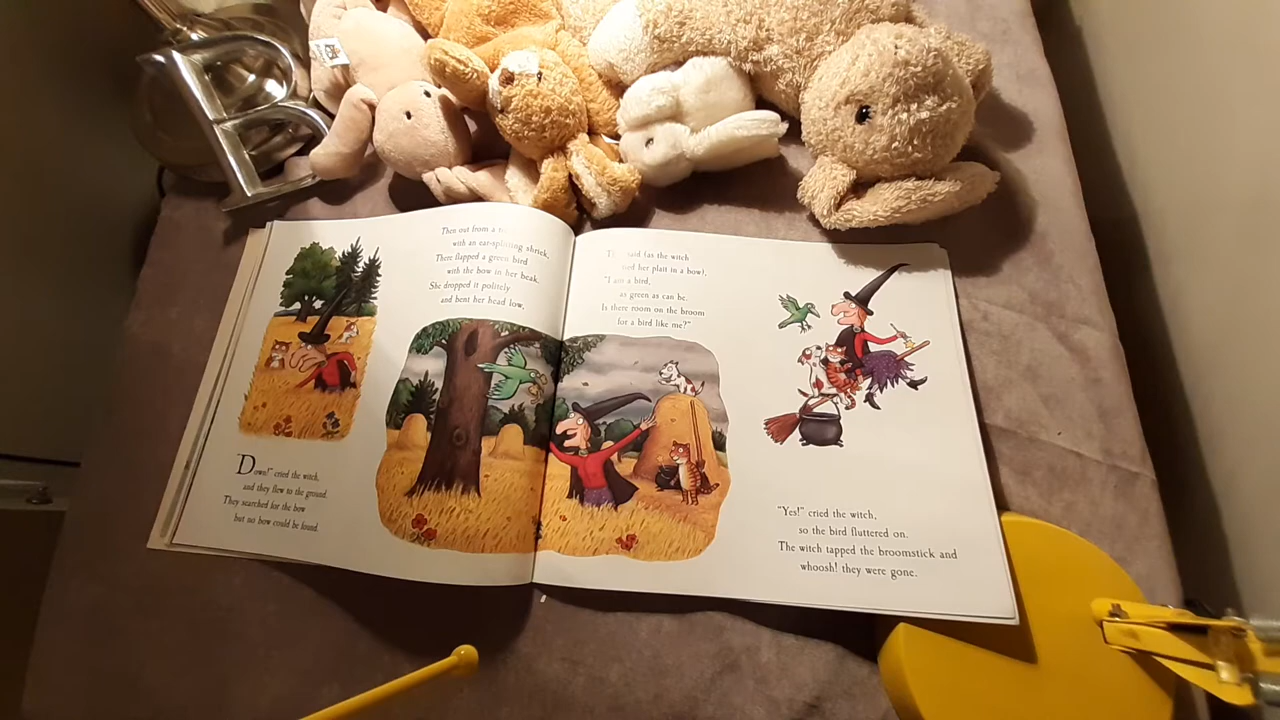 "Down!" cried the witch,
and they flew to the ground.
They searched for the bow
but no bow could be found.
Then out from a
with an ear-splitting shriek,
There flapped a green bird
with the bow in her beak.
She dropped it politely
and bent her head low,
said (as the witch
tied her plait in a bow),
"I am a bird,
as green as can be.
Is there room on the broom
for a bird like me?"
"Yes!" cried the witch,
so the bird fluttered on.
The witch tapped the broomstick and
whoosh! they were gone.
B